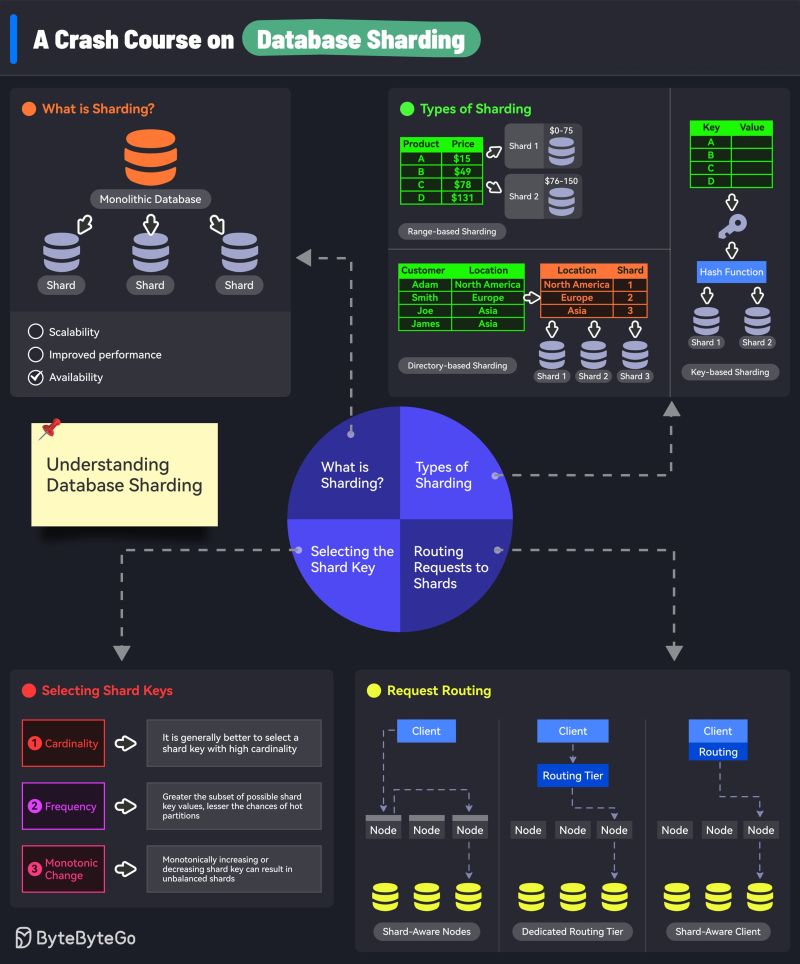 A Crash Course on Database Sharding
What is Sharding?
Monolithic Database
Shard
Shard
Shard
Scalability
Improved performance
Availability
Types of Sharding
Product Price
A $15
B $49
C $78
D $131
$0-75
Shard 1
$76-150
Shard 2
Range-based Sharding
Customer Location
Adam North America
Smith Europe
Joe Asia
James Asia
Location Shard
North America 1
Europe 2
Asia 3
Shard 1
Shard 2
Shard 3
Directory-based Sharding
Key Value
A
B
C
D
Hash Function
Shard 1
Shard 2
Key-based Sharding
Understanding
Database Sharding
What is
Sharding?
Types of
Sharding
Selecting the
Shard Key
Routing
Requests to
Shards
Selecting Shard Keys
1 Cardinality
It is generally better to select a
shard key with high cardinality
2 Frequency
Greater the subset of possible shard
key values, lesser the chances of hot
partitions
3 Monotonic
Change
Monotonically increasing or
decreasing shard key can result in
unbalanced shards
Request Routing
Client
Node
Node
Node
Shard-Aware Nodes
Client
Routing Tier
Node
Node
Node
Dedicated Routing Tier
Client
Routing
Node
Node
Node
Shard-Aware Client
ByteByteGo